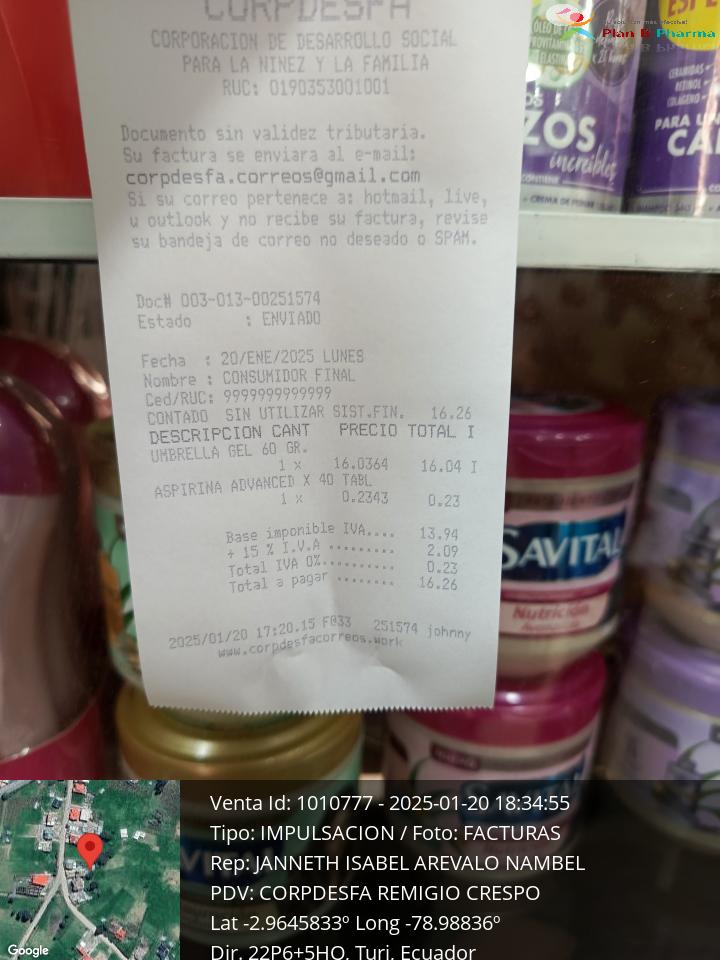 CORPDESFA
CORPORACION DE DESARROLLO SOCIAL
PARA LA NINEZ Y LA FAMILIA
RUC: 0190353001001
Documento sin validez tributaria.
Su factura se enviara al e-mail:
corpdesfa.correos@gmail.com
Si su correo pertenece a: hotmail, live,
u outlook y no recibe su factura, revise
su bandeja de correo no deseado o SPAM.
Doc# 003-013-00251574
Estado : ENVIADO
Fecha : 20/ENE/2025 LUNES
Nombre : CONSUMIDOR FINAL
Ced/RUC: 9999999999999
CONTADO SIN UTILIZAR SIST.FIN. 16.26
DESCRIPCION CANT PRECIO TOTAL I
UMBRELLA GEL 60 GR.
1 x 16.0364 16.04 I
ASPIRINA ADVANCED X 40 TABL
1 x 0.2343 0.23
Base imponible IVA.... 13.94
+ 15 % I.V.A ......... 2.09
Total IVA 0%.......... 0.23
Total a pagar ........ 16.26
2025/01/20 17:20.15 F@33 251574 johnny
www.corpdesfacorreos.work
Plan B Pharma
ZOS
increíbles
PARA UN
SAVITAL
Nutrición
Venta Id: 1010777 - 2025-01-20 18:34:55
Tipo: IMPULSACION / Foto: FACTURAS
Rep: JANNETH ISABEL AREVALO NAMBEL
PDV: CORPDESFA REMIGIO CRESPO
Lat -2.9645833º Long -78.98836º
Dir. 22P6+5HQ, Turi, Ecuador
Google